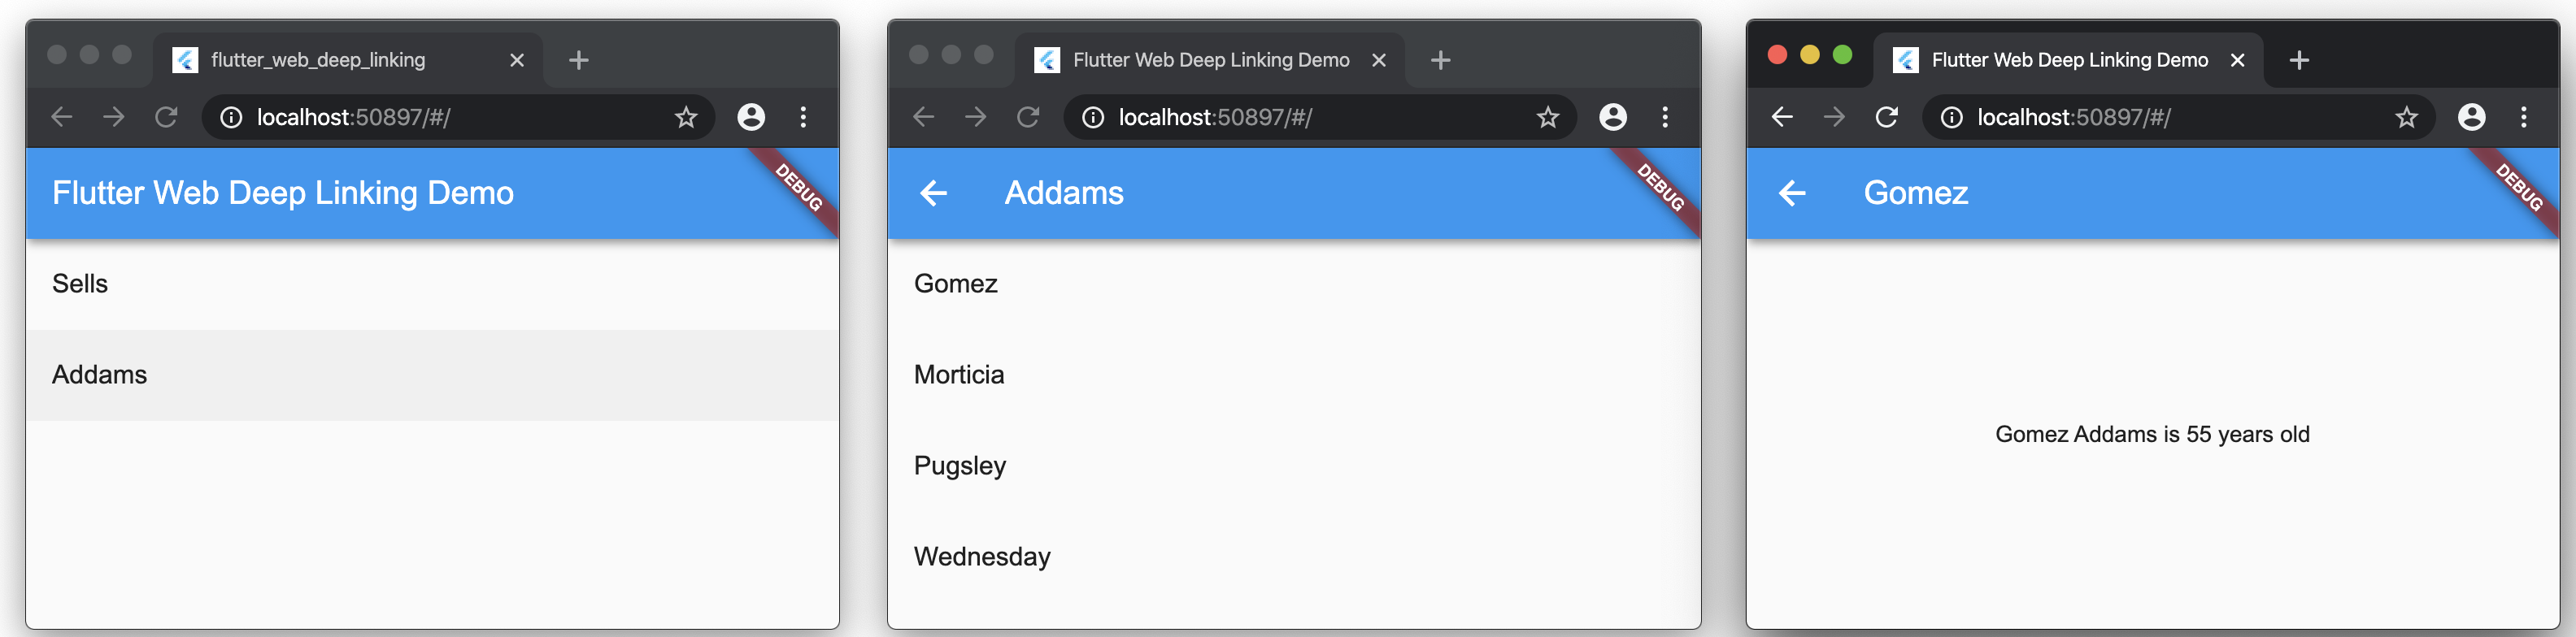 flutter_web_deep_linking
localhost:50897/#/
Flutter Web Deep Linking Demo
DEBUG
Sells
Addams
Flutter Web Deep Linking Demo
localhost:50897/#/
Addams
DEBUG
Gomez
Morticia
Pugsley
Wednesday
Flutter Web Deep Linking Demo
localhost:50897/#/
Gomez
DEBUG
Gomez Addams is 55 years old